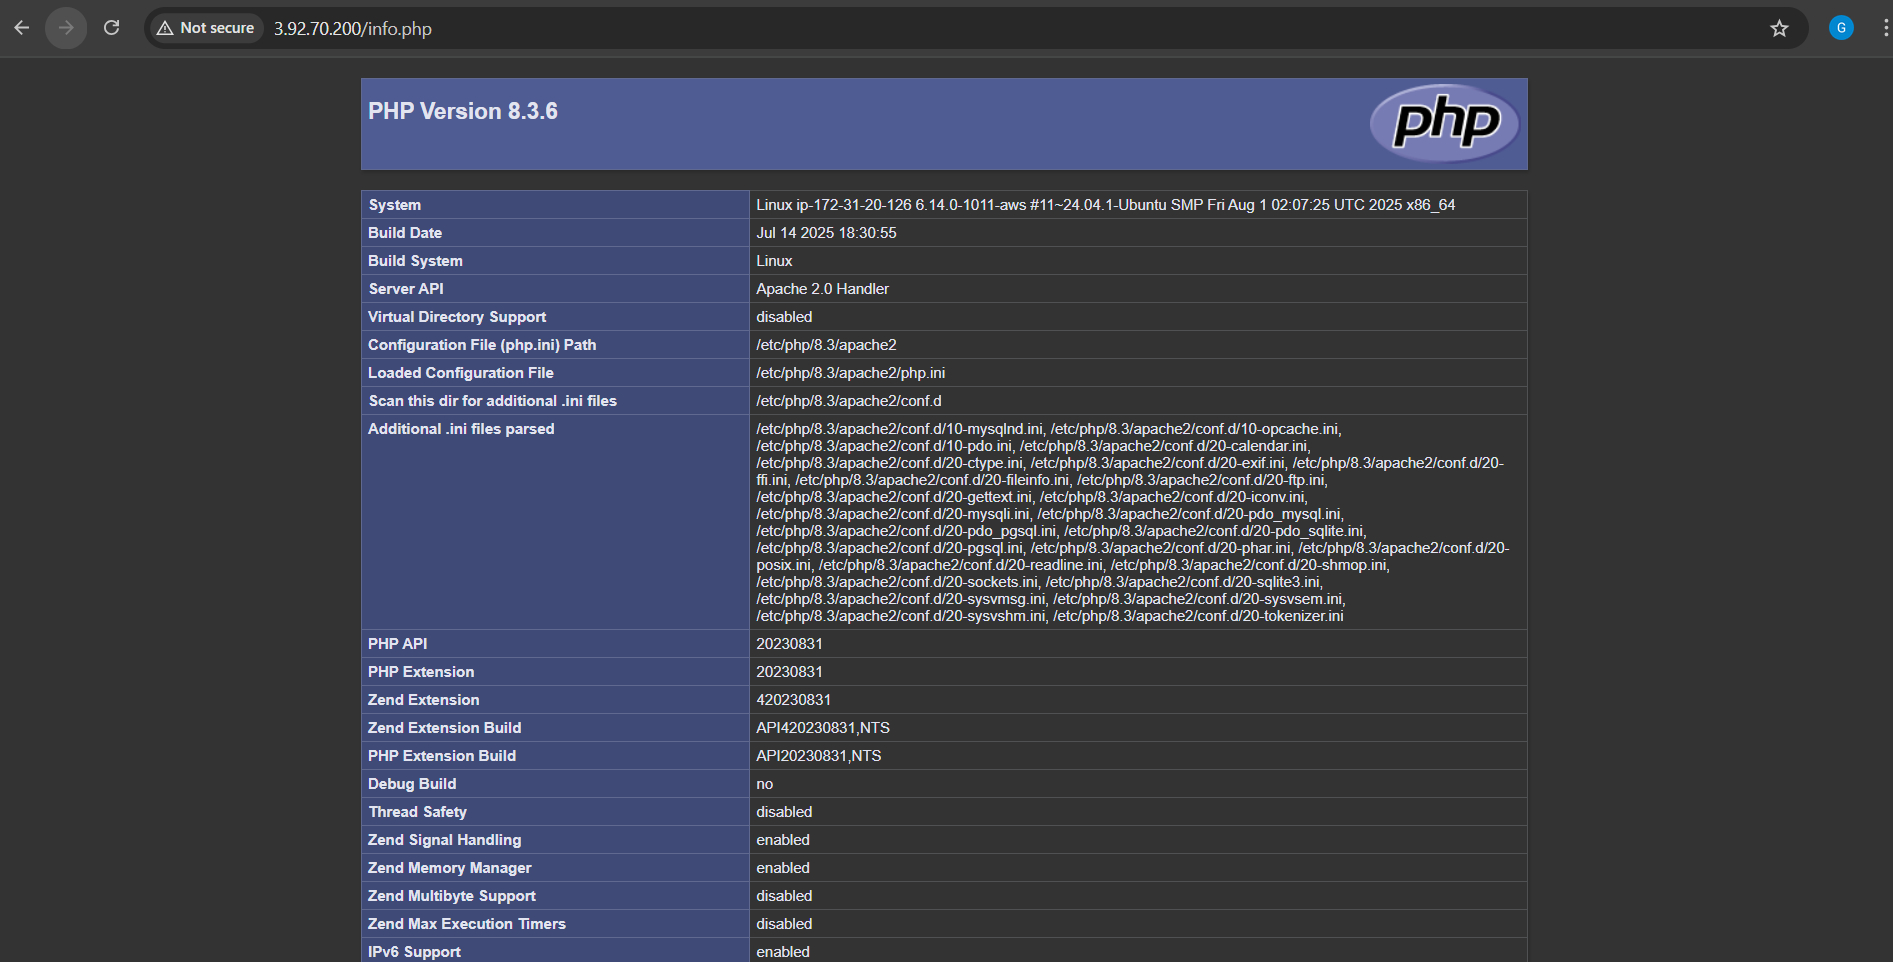 Not secure 3.92.70.200/info.php G
PHP Version 8.3.6 php
System Linux ip-172-31-20-126 6.14.0-1011-aws #11~24.04.1-Ubuntu SMP Fri Aug 1 02:07:25 UTC 2025 x86_64
Build Date Jul 14 2025 18:30:55
Build System Linux
Server API Apache 2.0 Handler
Virtual Directory Support disabled
Configuration File (php.ini) Path /etc/php/8.3/apache2
Loaded Configuration File /etc/php/8.3/apache2/php.ini
Scan this dir for additional .ini files /etc/php/8.3/apache2/conf.d
Additional .ini files parsed /etc/php/8.3/apache2/conf.d/10-mysqlnd.ini, /etc/php/8.3/apache2/conf.d/10-opcache.ini,
/etc/php/8.3/apache2/conf.d/10-pdo.ini, /etc/php/8.3/apache2/conf.d/20-calendar.ini,
/etc/php/8.3/apache2/conf.d/20-ctype.ini, /etc/php/8.3/apache2/conf.d/20-exif.ini, /etc/php/8.3/apache2/conf.d/20-
ffi.ini, /etc/php/8.3/apache2/conf.d/20-fileinfo.ini, /etc/php/8.3/apache2/conf.d/20-ftp.ini,
/etc/php/8.3/apache2/conf.d/20-gettext.ini, /etc/php/8.3/apache2/conf.d/20-iconv.ini,
/etc/php/8.3/apache2/conf.d/20-mysqli.ini, /etc/php/8.3/apache2/conf.d/20-pdo_mysql.ini,
/etc/php/8.3/apache2/conf.d/20-pdo_pgsql.ini, /etc/php/8.3/apache2/conf.d/20-pdo_sqlite.ini,
/etc/php/8.3/apache2/conf.d/20-pgsql.ini, /etc/php/8.3/apache2/conf.d/20-phar.ini, /etc/php/8.3/apache2/conf.d/20-
posix.ini, /etc/php/8.3/apache2/conf.d/20-readline.ini, /etc/php/8.3/apache2/conf.d/20-shmop.ini,
/etc/php/8.3/apache2/conf.d/20-sockets.ini, /etc/php/8.3/apache2/conf.d/20-sqlite3.ini,
/etc/php/8.3/apache2/conf.d/20-sysvmsg.ini, /etc/php/8.3/apache2/conf.d/20-sysvsem.ini,
/etc/php/8.3/apache2/conf.d/20-sysvshm.ini, /etc/php/8.3/apache2/conf.d/20-tokenizer.ini
PHP API 20230831
PHP Extension 20230831
Zend Extension 420230831
Zend Extension Build API420230831,NTS
PHP Extension Build API20230831,NTS
Debug Build no
Thread Safety disabled
Zend Signal Handling enabled
Zend Memory Manager enabled
Zend Multibyte Support disabled
Zend Max Execution Timers disabled
IPv6 Support enabled